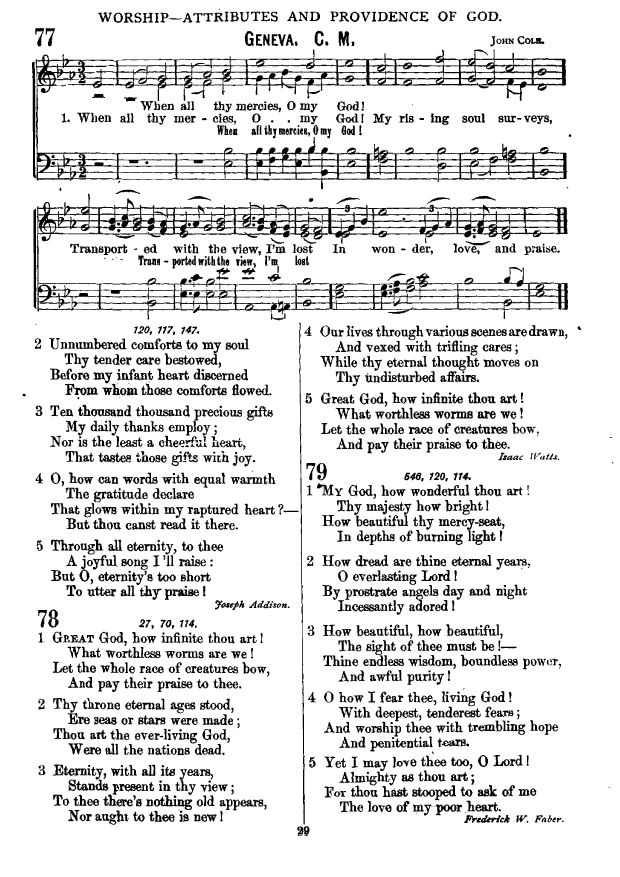 WORSHIP—ATTRIBUTES AND PROVIDENCE OF GOD.
77
GENEVA. C. M.
JOHN COLE.
When all thy mercies, O my God!
1. When all thy mer - cies, O . . my God! My ris - ing soul sur-veys,
When all thy mercies, O my God!
Transport - ed with the view, I'm lost In won - der, love, and praise.
Trans - ported with the view, I'm lost
120, 117, 147.
2 Unnumbered comforts to my soul
Thy tender care bestowed,
Before my infant heart discerned
From whom those comforts flowed.
3 Ten thousand thousand precious gifts
My daily thanks employ;
Nor is the least a cheerful heart,
That tastes those gifts with joy.
4 O, how can words with equal warmth
The gratitude declare
That glows within my raptured heart?—
But thou canst read it there.
5 Through all eternity, to thee
A joyful song I'll raise:
But O, eternity's too short
To utter all thy praise!
Joseph Addison.
78
27, 70, 114.
1 GREAT God, how infinite thou art!
What worthless worms are we!
Let the whole race of creatures bow,
And pay their praise to thee.
2 Thy throne eternal ages stood,
Ere seas or stars were made;
Thou art the ever-living God,
Were all the nations dead.
3 Eternity, with all its years,
Stands present in thy view;
To thee there's nothing old appears,
Nor aught to thee is new!
4 Our lives through various scenes are drawn,
And vexed with trifling cares;
While thy eternal thought moves on
Thy undisturbed affairs.
5 Great God, how infinite thou art!
What worthless worms are we!
Let the whole race of creatures bow,
And pay their praise to thee.
Isaac Watts.
79
546, 120, 114.
1 MY God, how wonderful thou art!
Thy majesty how bright!
How beautiful thy mercy-seat,
In depths of burning light!
2 How dread are thine eternal years,
O everlasting Lord!
By prostrate angels day and night
Incessantly adored!
3 How beautiful, how beautiful,
The sight of thee must be!—
Thine endless wisdom, boundless power,
And awful purity!
4 O how I fear thee, living God!
With deepest, tenderest fears;
And worship thee with trembling hope
And penitential tears.
5 Yet I may love thee too, O Lord!
Almighty as thou art;
For thou hast stooped to ask of me
The love of my poor heart.
Frederick W. Faber.
29